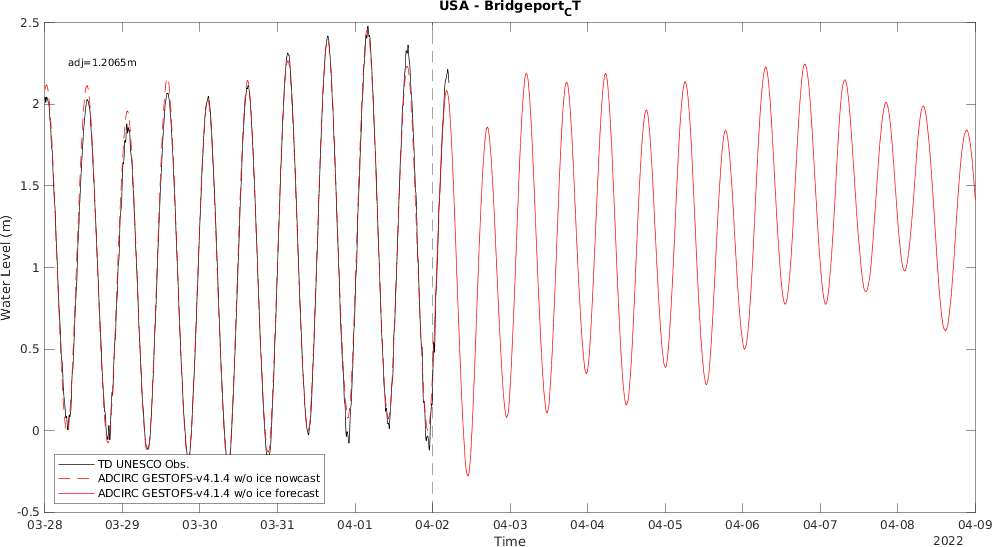 USA - Bridgeport_CT
adj=1.2065m
2.5
2
1.5
1
0.5
0
-0.5
Water Level (m)
TD UNESCO Obs.
ADCIRC GESTOFS-v4.1.4 w/o ice nowcast
ADCIRC GESTOFS-v4.1.4 w/o ice forecast
03-28 03-29 03-30 03-31 04-01 04-02 04-03 04-04 04-05 04-06 04-07 04-08 04-09
Time
2022